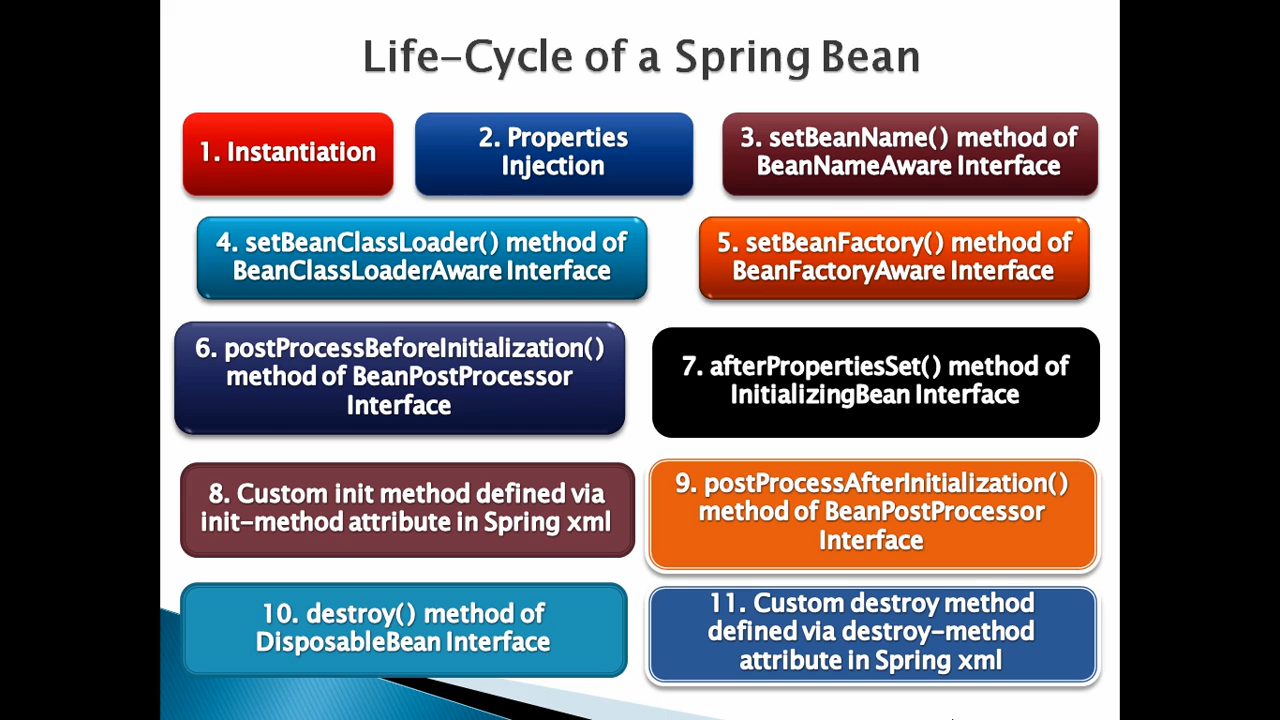 Life-Cycle of a Spring Bean
1. Instantiation
2. Properties
Injection
3. setBeanName() method of
BeanNameAware Interface
4. setBeanClassLoader() method of
BeanClassLoaderAware Interface
5. setBeanFactory() method of
BeanFactoryAware Interface
6. postProcessBeforeInitialization()
method of BeanPostProcessor
Interface
7. afterPropertiesSet() method of
InitializingBean Interface
8. Custom init method defined via
init-method attribute in Spring xml
9. postProcessAfterInitialization()
method of BeanPostProcessor
Interface
10. destroy() method of
DisposableBean Interface
11. Custom destroy method
defined via destroy-method
attribute in Spring xml